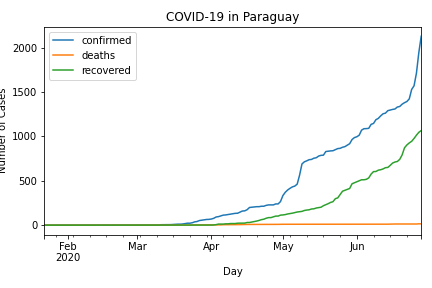 COVID-19 in Paraguay
confirmed
deaths
recovered
Number of Cases
2000
1500
1000
500
0
Feb Mar Apr May Jun
2020
Day